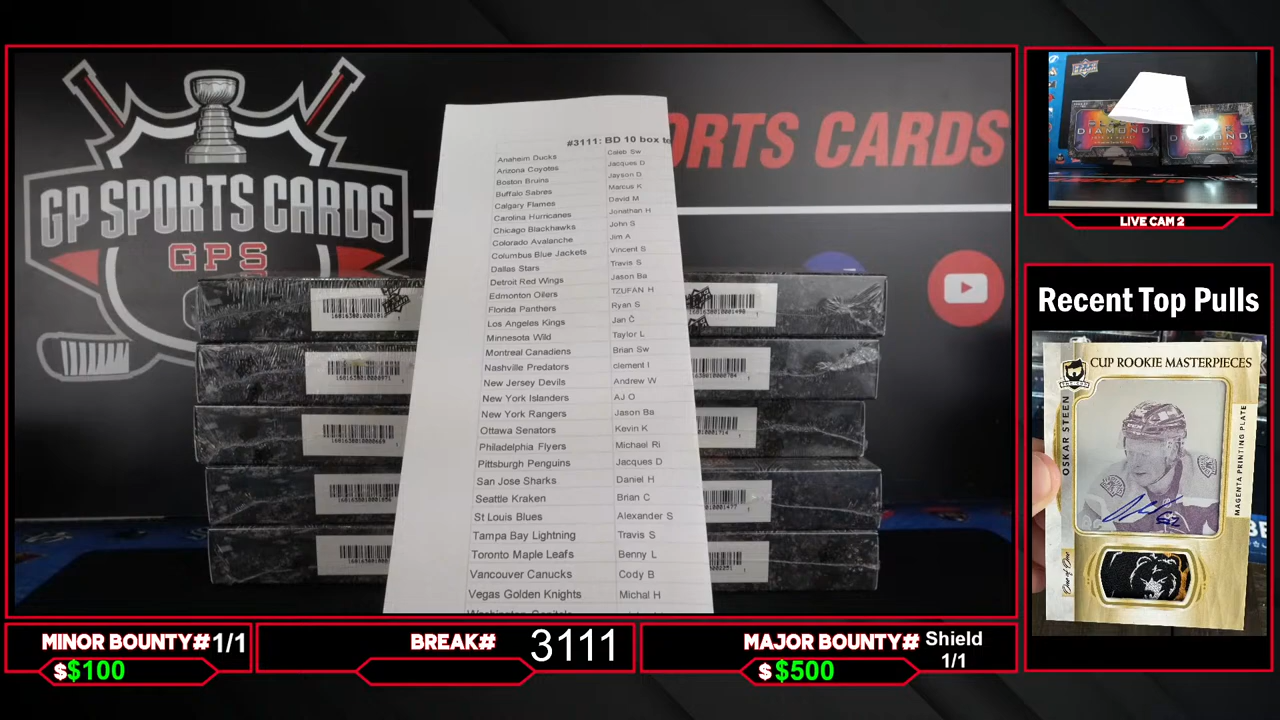 GP SPORTS CARDS
GPS
SPORTS CARDS
#3111: BD 10 box te
Anaheim Ducks Caleb Sw
Arizona Coyotes Jacques D
Boston Bruins Jayson D
Buffalo Sabres Marcus K
Calgary Flames David M
Carolina Hurricanes Jonathan H
Chicago Blackhawks John S
Colorado Avalanche Jim A
Columbus Blue Jackets Vincent S
Dallas Stars Travis S
Detroit Red Wings Jason Ba
Edmonton Oilers TZUFAN H
Florida Panthers Ryan S
Los Angeles Kings Jan C
Minnesota Wild Taylor L
Montreal Canadiens Brian Sw
Nashville Predators clement l
New Jersey Devils Andrew W
New York Islanders AJ O
New York Rangers Jason Ba
Ottawa Senators Kevin K
Philadelphia Flyers Michael Ri
Pittsburgh Penguins Jacques D
San Jose Sharks Daniel H
Seattle Kraken Brian C
St Louis Blues Alexander S
Tampa Bay Lightning Travis S
Toronto Maple Leafs Benny L
Vancouver Canucks Cody B
Vegas Golden Knights Michal H
DIAMOND
DIAMOND
LIVE CAM 2
Recent Top Pulls
CUP ROOKIE MASTERPIECES
OSKAR STEEN
MAGENTA PRINTING PLATE
One of One
MINOR BOUNTY# 1/1
$$100
BREAK# 3111
MAJOR BOUNTY# Shield 1/1
$ $500